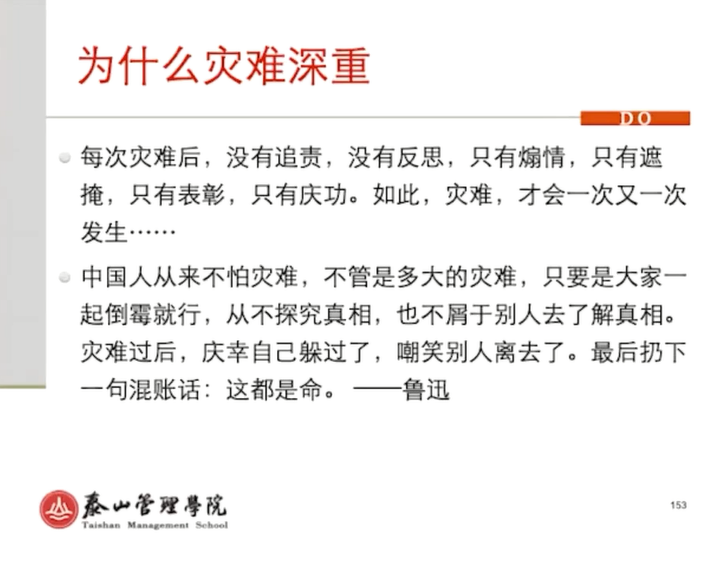 为什么灾难深重
DO
每次灾难后，没有追责，没有反思，只有煽情，只有遮
掩，只有表彰，只有庆功。如此，灾难，才会一次又一次
发生……
中国人从来不怕灾难，不管是多大的灾难，只要是大家一
起倒霉就行，从不探究真相，也不屑于别人去了解真相。
灾难过后，庆幸自己躲过了，嘲笑别人离去了。最后扔下
一句混账话：这都是命。 ——鲁迅
泰山管理學院
Taishan Management School
153